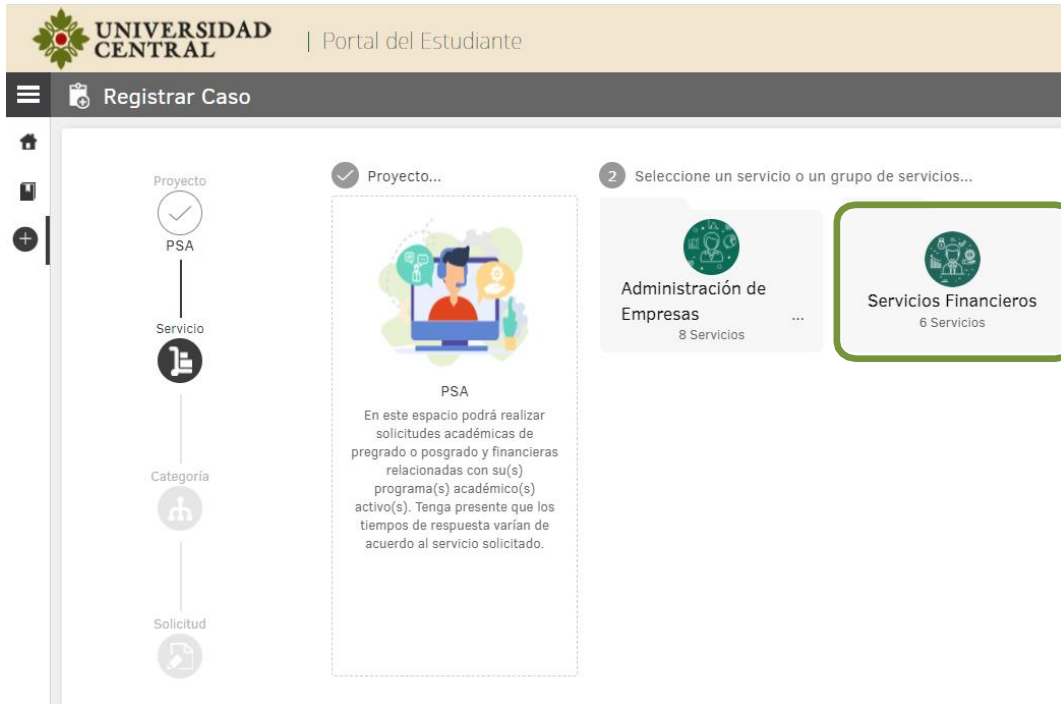 UNIVERSIDAD
CENTRAL
| Portal del Estudiante
Registrar Caso
Proyecto
PSA
Servicio
Categoría
Solicitud
Proyecto...
PSA
En este espacio podrá realizar
solicitudes académicas de
pregrado o posgrado y financieras
relacionadas con su(s)
programa(s) académico(s)
activo(s). Tenga presente que los
tiempos de respuesta varían de
acuerdo al servicio solicitado.
2 Seleccione un servicio o un grupo de servicios...
Administración de
Empresas ...
8 Servicios
Servicios Financieros
6 Servicios